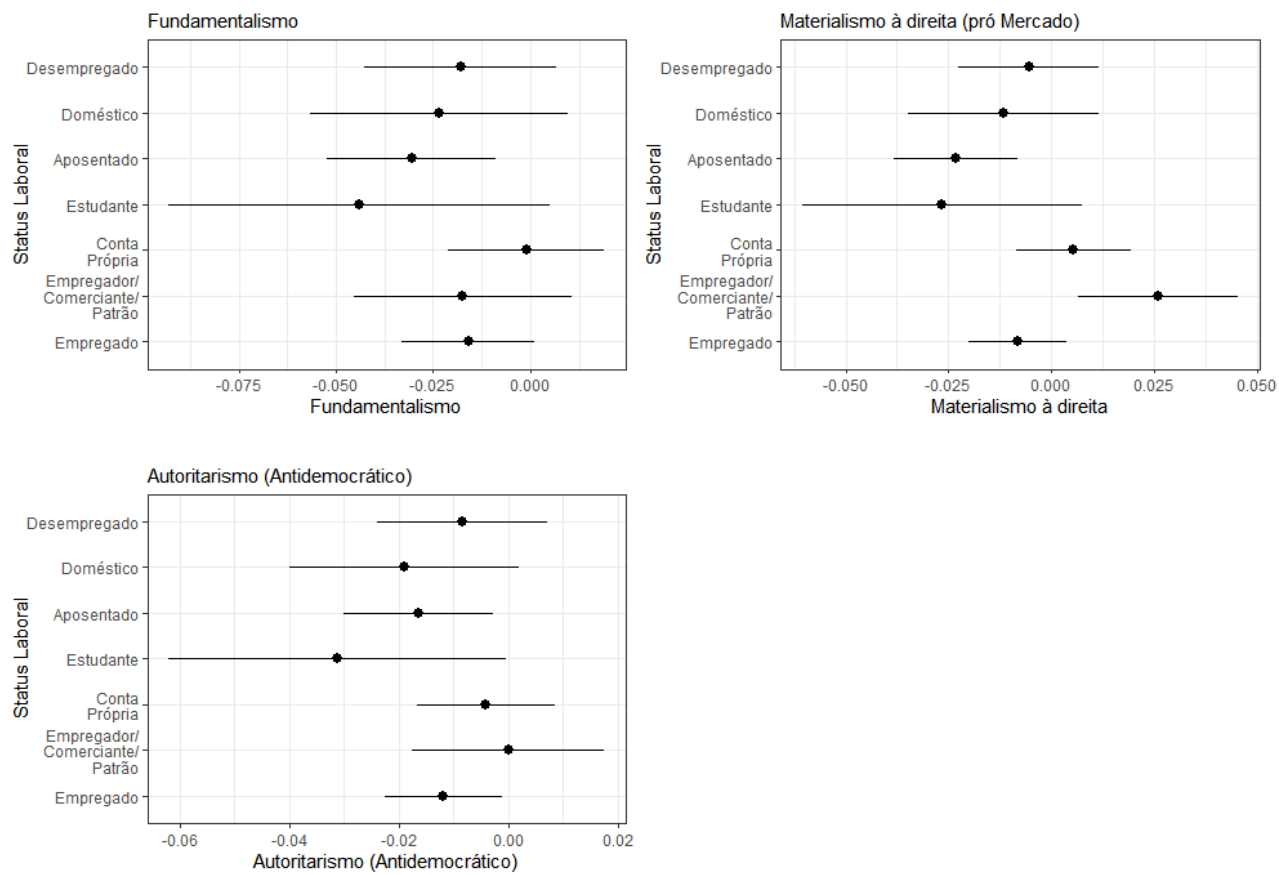 Fundamentalismo
Status Laboral
Desempregado
Doméstico
Aposentado
Estudante
Conta
Própria
Empregador/
Comerciante/
Patrão
Empregado
-0.075 -0.050 -0.025 0.000
Fundamentalismo
Materialismo à direita (pró Mercado)
Status Laboral
Desempregado
Doméstico
Aposentado
Estudante
Conta
Própria
Empregador/
Comerciante/
Patrão
Empregado
-0.050 -0.025 0.000 0.025 0.050
Materialismo à direita
Autoritarismo (Antidemocrático)
Status Laboral
Desempregado
Doméstico
Aposentado
Estudante
Conta
Própria
Empregador/
Comerciante/
Patrão
Empregado
-0.06 -0.04 -0.02 0.00 0.02
Autoritarismo (Antidemocrático)